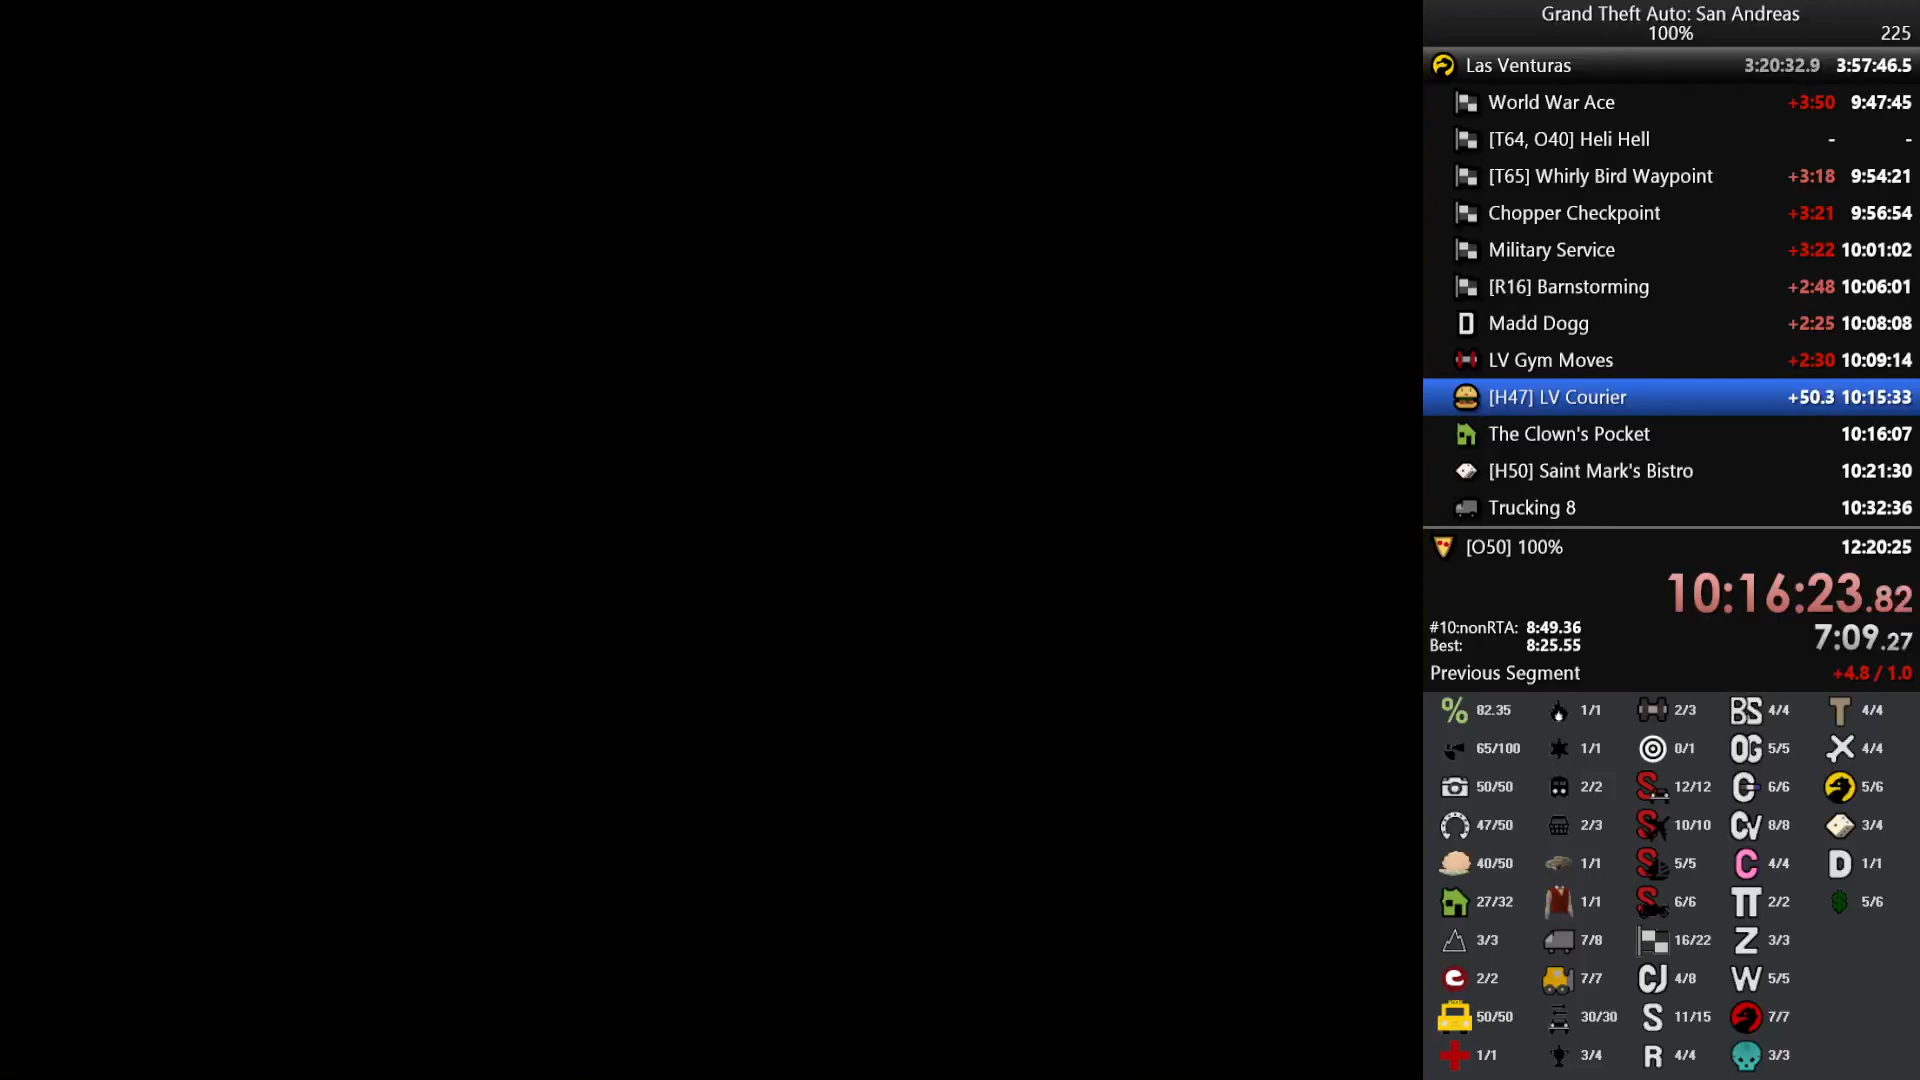 Grand Theft Auto: San Andreas
100% 225
Las Venturas 3:20:32.9 3:57:46.5
World War Ace +3:50 9:47:45
[T64, O40] Heli Hell - -
[T65] Whirly Bird Waypoint +3:18 9:54:21
Chopper Checkpoint +3:21 9:56:54
Military Service +3:22 10:01:02
[R16] Barnstorming +2:48 10:06:01
D Madd Dogg +2:25 10:08:08
LV Gym Moves +2:30 10:09:14
[H47] LV Courier +50.3 10:15:33
The Clown's Pocket 10:16:07
[H50] Saint Mark's Bistro 10:21:30
Trucking 8 10:32:36
[O50] 100% 12:20:25
10:16:23.82
#10:nonRTA: 8:49.36
Best: 8:25.55
7:09.27
Previous Segment +4.8 / 1.0
% 82.35 1/1 2/3 BS 4/4 T 4/4
65/100 1/1 0/1 OG 5/5 4/4
50/50 2/2 S 12/12 C 6/6 5/6
47/50 2/3 S 10/10 CV 8/8 3/4
40/50 1/1 S 5/5 C 4/4 D 1/1
27/32 1/1 S 6/6 TT 2/2 $ 5/6
3/3 7/8 16/22 Z 3/3
e 2/2 7/7 CJ 4/8 W 5/5
50/50 30/30 S 11/15 7/7
1/1 3/4 R 4/4 3/3